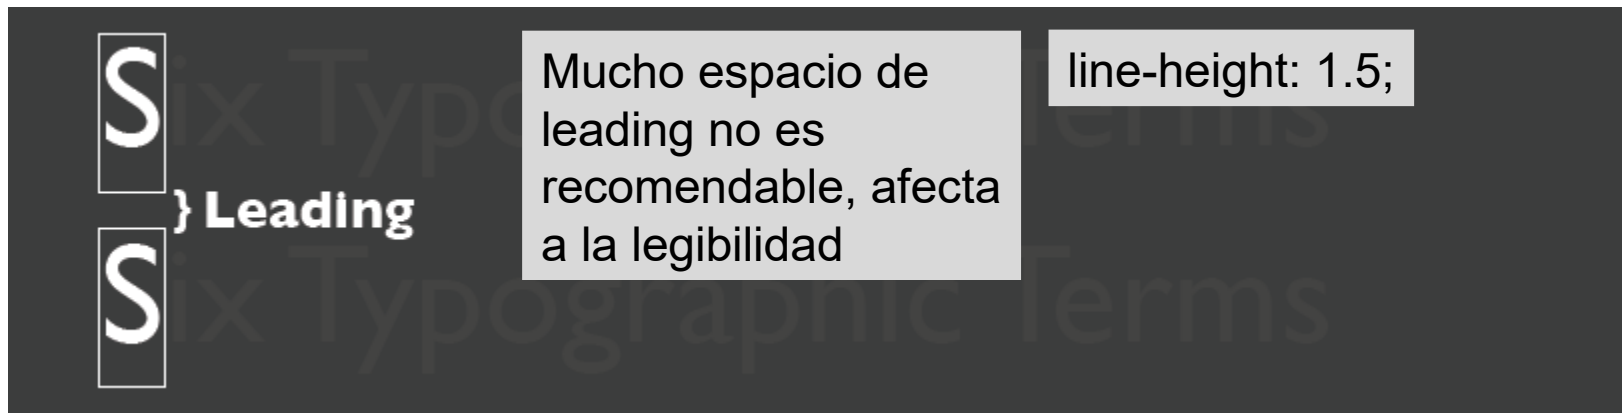 Six Typographic Terms
} Leading
Six Typographic Terms
Mucho espacio de
leading no es
recomendable, afecta
a la legibilidad
line-height: 1.5;